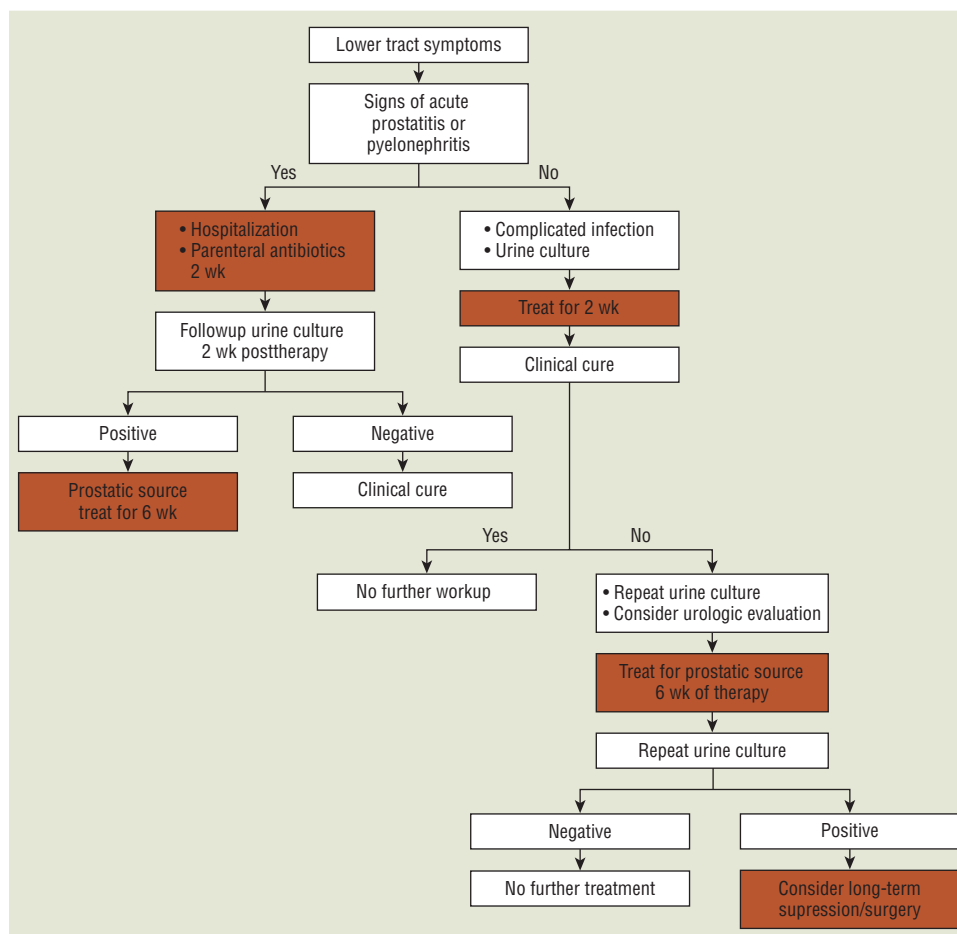 Lower tract symptoms
Signs of acute
prostatitis or
pyelonephritis
Yes
No
• Hospitalization
• Parenteral antibiotics
2 wk
• Complicated infection
• Urine culture
Treat for 2 wk
Followup urine culture
2 wk posttherapy
Clinical cure
Positive
Negative
Prostatic source
treat for 6 wk
Clinical cure
Yes
No
No further workup
• Repeat urine culture
• Consider urologic evaluation
Treat for prostatic source
6 wk of therapy
Repeat urine culture
Negative
Positive
No further treatment
Consider long-term
supression/surgery